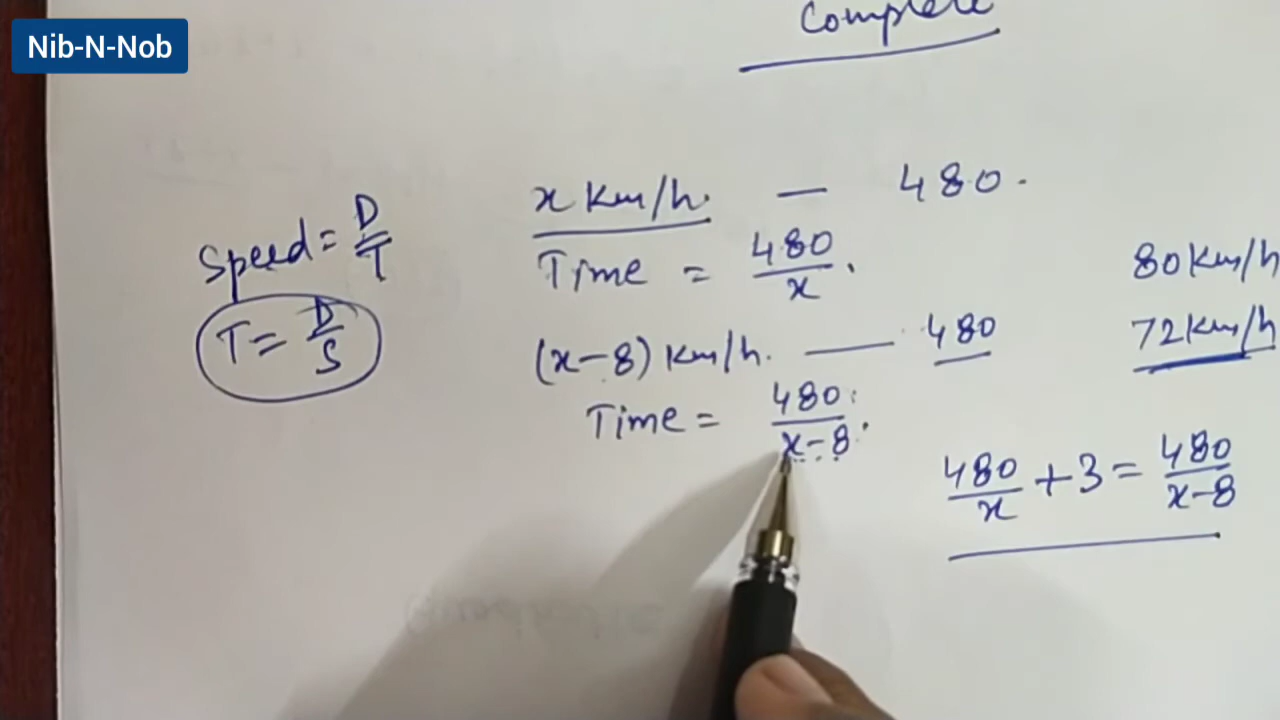 Nib-N-Nob
Complete
x Km/h. — 480.
Speed = D/T
Time = 480/x.
80 Km/h
T = D/S
(x-8) Km/h. — 480
72 Km/h
Time = 480/x-8.
480/x + 3 = 480/x-8